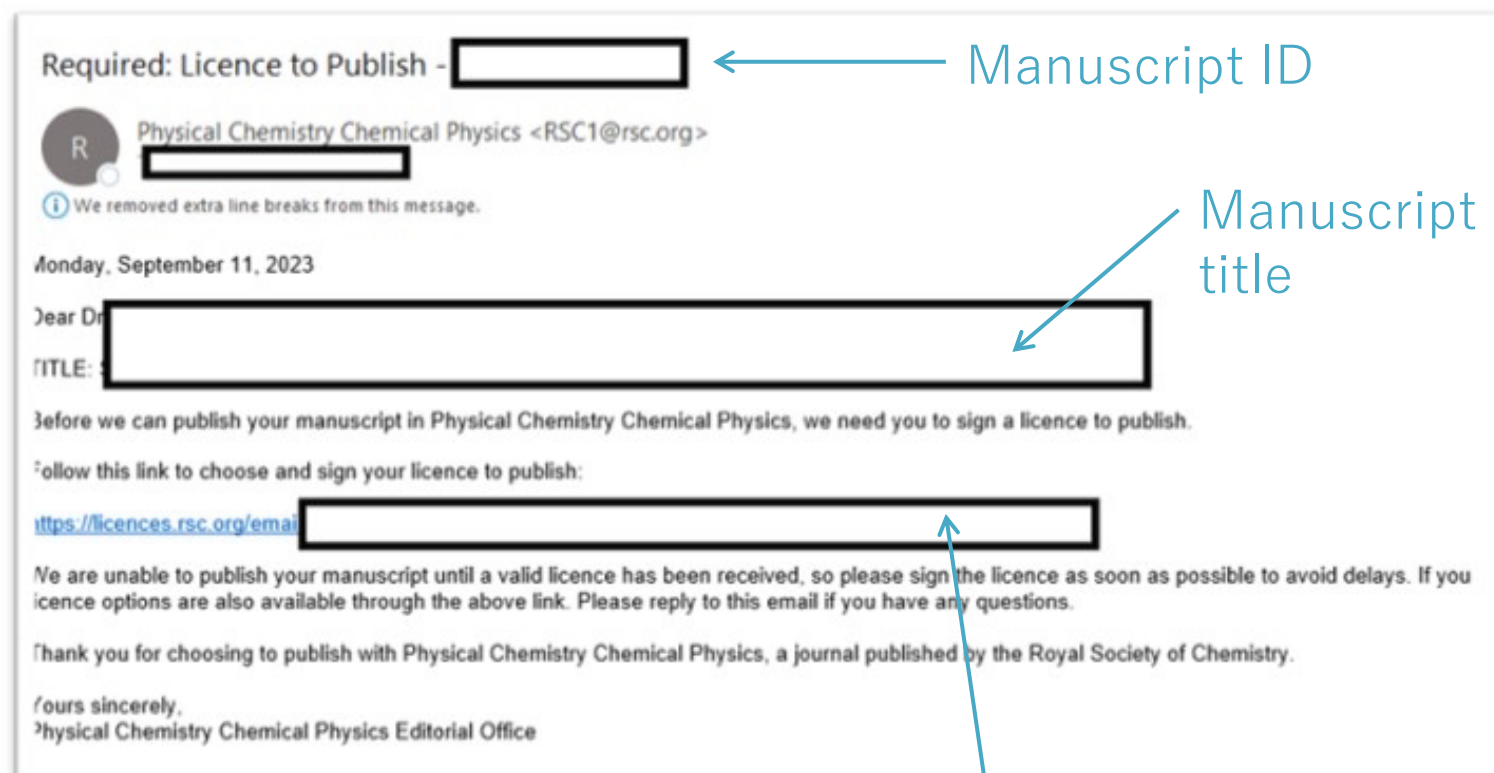 Required: Licence to Publish -
Manuscript ID
R
Physical Chemistry Chemical Physics <RSC1@rsc.org>
i We removed extra line breaks from this message.
Manuscript
title
Monday, September 11, 2023
Dear Dr
TITLE:
Before we can publish your manuscript in Physical Chemistry Chemical Physics, we need you to sign a licence to publish.
Follow this link to choose and sign your licence to publish:
https://licences.rsc.org/emai
We are unable to publish your manuscript until a valid licence has been received, so please sign the licence as soon as possible to avoid delays. If you
licence options are also available through the above link. Please reply to this email if you have any questions.
Thank you for choosing to publish with Physical Chemistry Chemical Physics, a journal published by the Royal Society of Chemistry.
Yours sincerely,
Physical Chemistry Chemical Physics Editorial Office